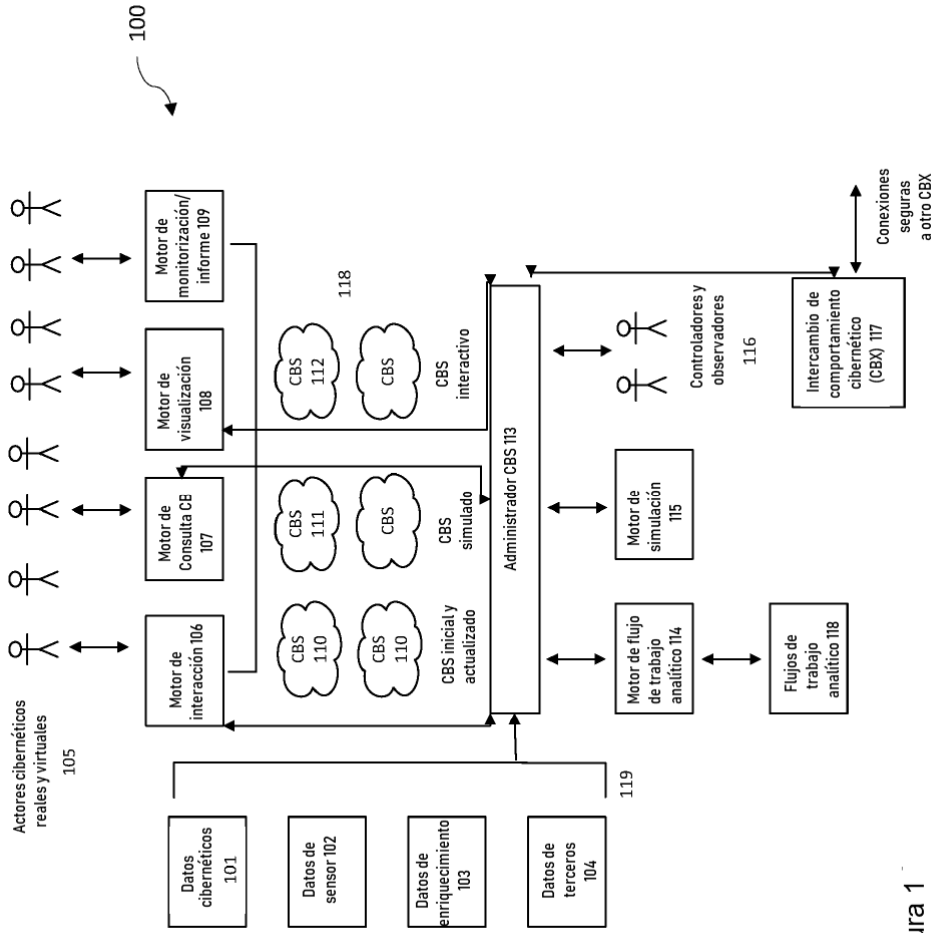 100
Actores cibernéticos
reales y virtuales
105
Motor de
interacción 106
Motor de
Consulta CB
107
Motor de
visualización
108
Motor de
monitorización/
informe 109
Datos
cibernéticos
101
Datos de
sensor 102
Datos de
enriquecimiento
103
Datos de
terceros
104
119
CBS
110
CBS
110
CBS inicial y
actualizado
CBS
111
CBS
CBS
simulado
CBS
112
CBS
CBS
interactivo
118
Administrador CBS 113
Motor de flujo
de trabajo
analítico 114
Flujos de
trabajo
analítico 118
Motor de
simulación
115
Controladores y
observadores
116
Intercambio de
comportamiento
cibernético
(CBX) 117
Conexiones
seguras
a otro CBX
ura 1